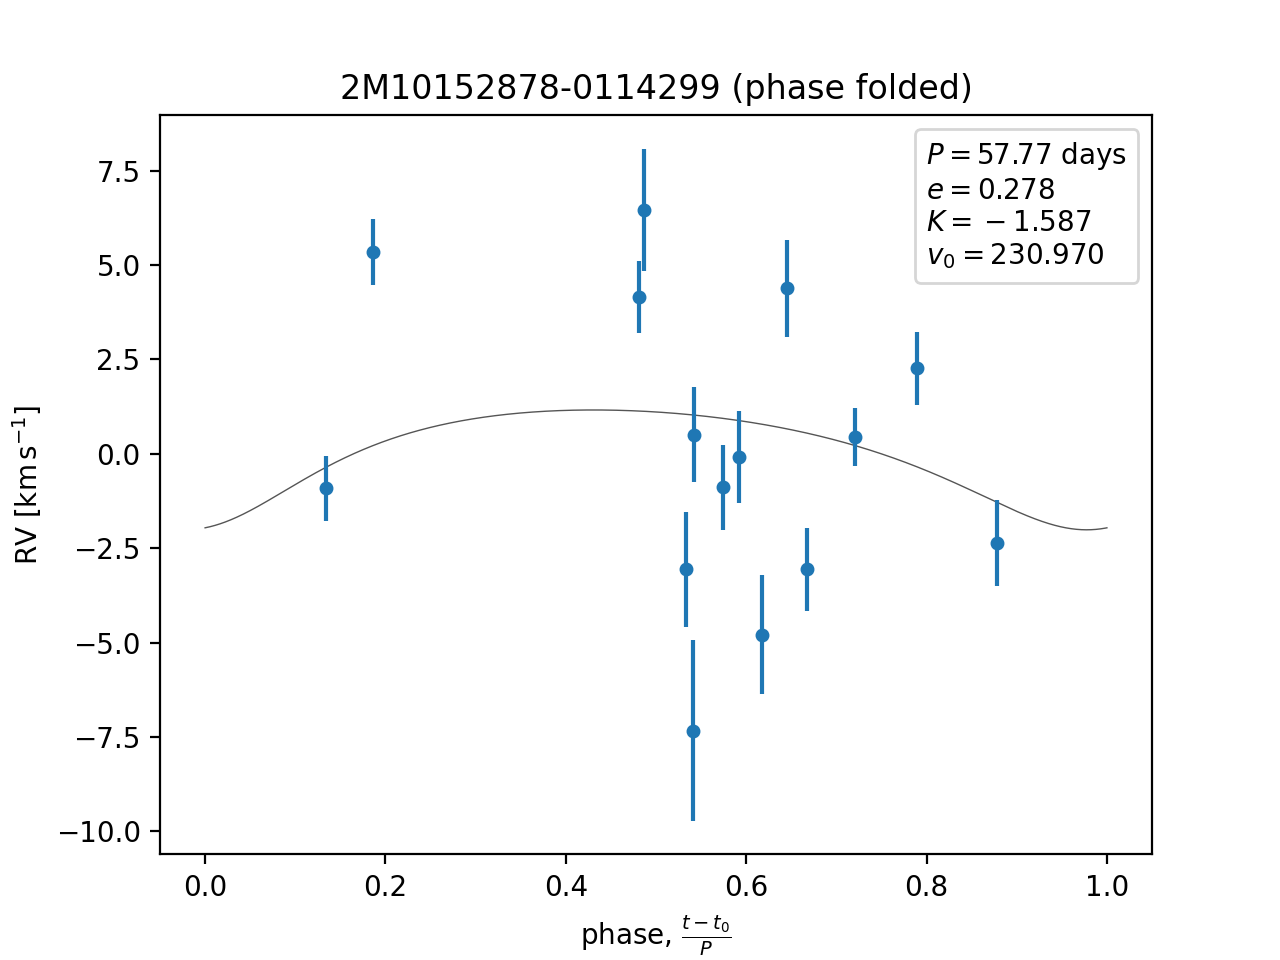 2M10152878-0114299 (phase folded)
P = 57.77 days
e = 0.278
K = −1.587
v₀ = 230.970
7.5
5.0
2.5
0.0
−2.5
−5.0
−7.5
−10.0
RV [km s⁻¹]
0.0 0.2 0.4 0.6 0.8 1.0
phase, (t − t₀)/P